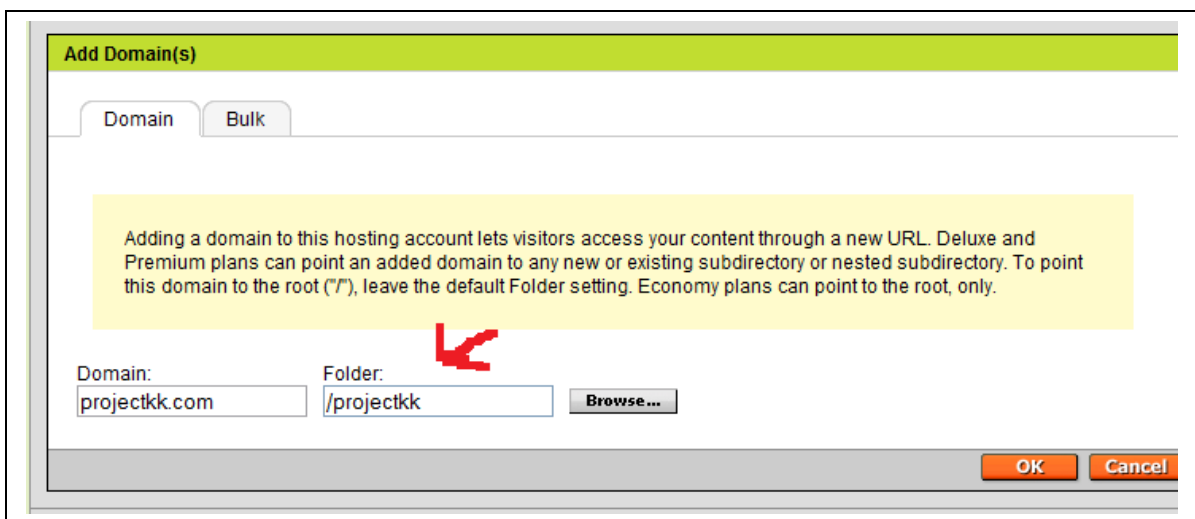 Add Domain(s)
Domain Bulk
Adding a domain to this hosting account lets visitors access your content through a new URL. Deluxe and
Premium plans can point an added domain to any new or existing subdirectory or nested subdirectory. To point
this domain to the root ("/"), leave the default Folder setting. Economy plans can point to the root, only.
Domain: Folder:
projectkk.com /projectkk Browse...
OK Cancel